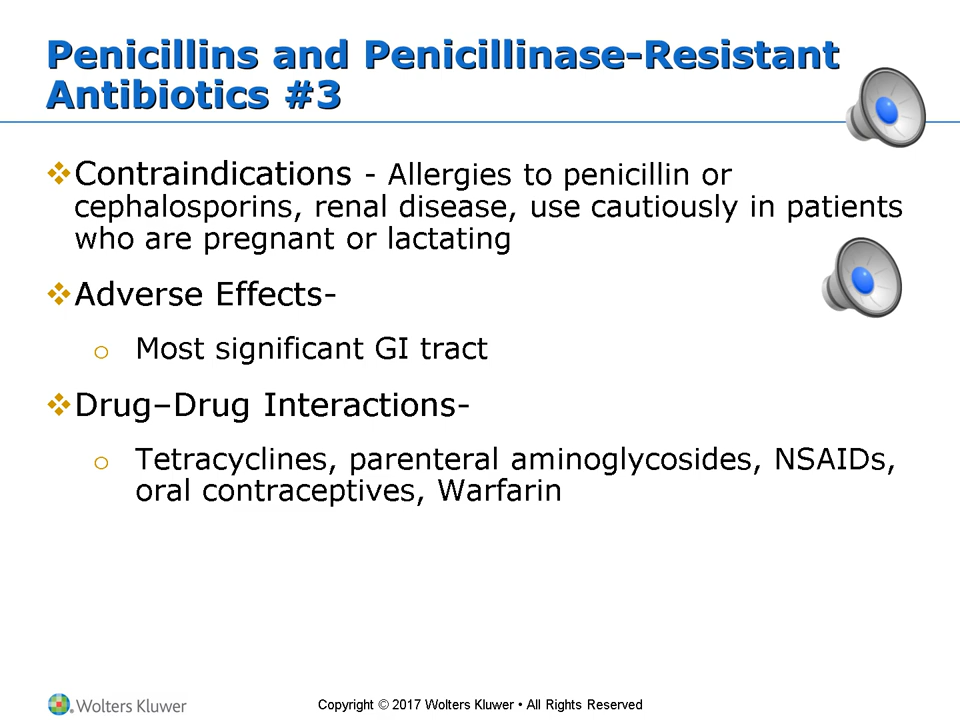 Penicillins and Penicillinase-Resistant
Antibiotics #3
❖Contraindications - Allergies to penicillin or
cephalosporins, renal disease, use cautiously in patients
who are pregnant or lactating
❖Adverse Effects-
o Most significant GI tract
❖Drug–Drug Interactions-
o Tetracyclines, parenteral aminoglycosides, NSAIDs,
oral contraceptives, Warfarin
Wolters Kluwer
Copyright © 2017 Wolters Kluwer • All Rights Reserved